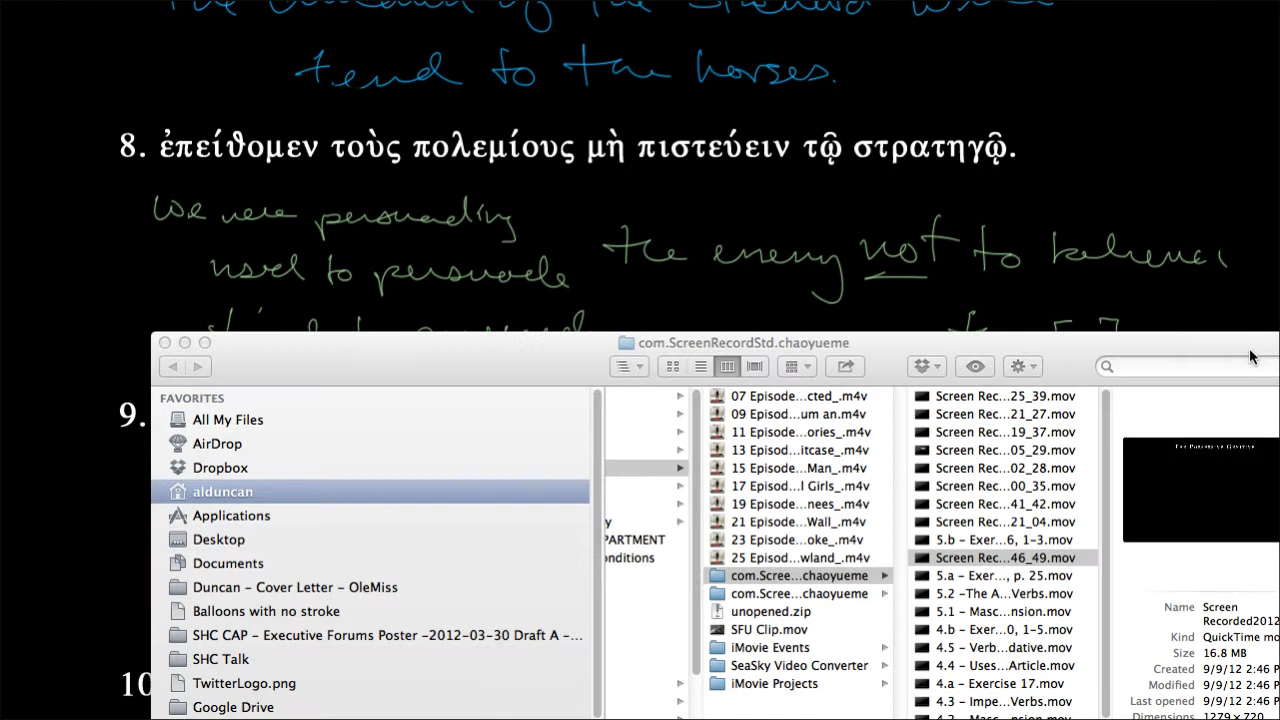 tend to the horses.
8. ἐπείθομεν τοὺς πολεμίους μὴ πιστεύειν τῷ στρατηγῷ.
We were persuading
used to persuade the enemy not to
com.ScreenRecordStd.chaoyueme
9.
10
FAVORITES
All My Files
AirDrop
Dropbox
alduncan
Applications
Desktop
Documents
Duncan - Cover Letter - OleMiss
Balloons with no stroke
SHC CAP - Executive Forums Poster -2012-03-30 Draft A -...
SHC Talk
TwitterLogo.png
Google Drive
y
PARTMENT
onditions
07 Episode...cted_.m4v
09 Episode...um an.m4v
11 Episode...ories_.m4v
13 Episod...itcase_.m4v
15 Episode...Man_.m4v
17 Episod...l Girls_.m4v
19 Episod...nees_.m4v
21 Episod...Wall_.m4v
23 Episod...oke_.m4v
25 Episod...wland_.m4v
com.Scree...chaoyueme
com.Scree...chaoyueme
unopened.zip
SFU Clip.mov
iMovie Events
SeaSky Video Converter
iMovie Projects
Screen Rec...25_39.mov
Screen Rec...21_27.mov
Screen Rec...19_37.mov
Screen Rec...05_29.mov
Screen Rec...02_28.mov
Screen Rec...00_35.mov
Screen Rec...41_42.mov
Screen Rec...21_04.mov
5.b - Exer...6, 1-3.mov
Screen Rec...46_49.mov
5.a - Exer..., p. 25.mov
5.2 -The A...Verbs.mov
5.1 - Masc...nsion.mov
4.b - Exer...0, 1-5.mov
4.5 - Verb...dative.mov
4.4 - Uses...Article.mov
4.a - Exercise 17.mov
4.3 - Impe...Verbs.mov
Name Screen
Recorded2012
Kind QuickTime mo
Size 16.8 MB
Created 9/9/12 2:46 P
Modified 9/9/12 2:46 P
Last opened 9/9/12 2:46 P
Dimensions 1279×720